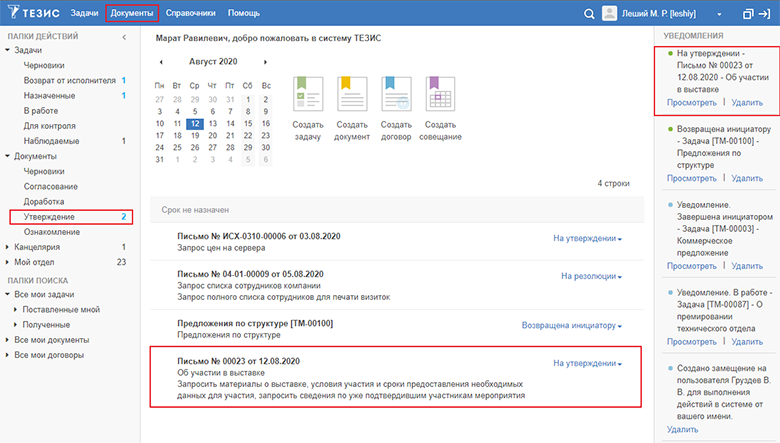 ТЕЗИС Задачи Документы Справочники Помощь Леший М. Р. [leshiy]
ПАПКИ ДЕЙСТВИЙ
Задачи
Черновики
Возврат от исполнителя 1
Назначенные 1
В работе
Для контроля
Наблюдаемые 1
Документы
Черновики
Согласование
Доработка
Утверждение 2
Ознакомление
Канцелярия 1
Мой отдел 23
ПАПКИ ПОИСКА
Все мои задачи
Поставленные мной
Полученные
Все мои документы
Все мои договоры
Марат Равилевич, добро пожаловать в систему ТЕЗИС
Август 2020
Пн Вт Ср Чт Пт Сб Вс
27 28 29 30 31 1 2
3 4 5 6 7 8 9
10 11 12 13 14 15 16
17 18 19 20 21 22 23
24 25 26 27 28 29 30
31 1 2 3 4 5 6
Создать задачу
Создать документ
Создать договор
Создать совещание
4 строки
Срок не назначен
Письмо № ИСХ-0310-00006 от 03.08.2020
Запрос цен на сервера
На утверждении
Письмо № 04-01-00009 от 05.08.2020
Запрос списка сотрудников компании
Запрос полного списка сотрудников для печати визиток
На резолюции
Предложения по структуре [ТМ-00100]
Предложения по структуре
Возвращена инициатору
Письмо № 00023 от 12.08.2020
Об участии в выставке
Запросить материалы о выставке, условия участия и сроки предоставления необходимых
данных для участия, запросить сведения по уже подтвердившим участникам мероприятия
На утверждении
УВЕДОМЛЕНИЯ
На утверждении -
Письмо № 00023 от
12.08.2020 - Об участии
в выставке
Просмотреть | Удалить
Возвращена инициатору
- Задача [ТМ-00100] -
Предложения по
структуре
Просмотреть | Удалить
Уведомление.
Завершена инициатором
- Задача [ТМ-00003] -
Коммерческое
предложение
Просмотреть | Удалить
Уведомление. В работе -
Задача [ТМ-00087] - О
премировании
технического отдела
Просмотреть | Удалить
Создано замещение на
пользователя Груздев В.
В. для выполнения
действий в системе от
вашего имени.
Удалить